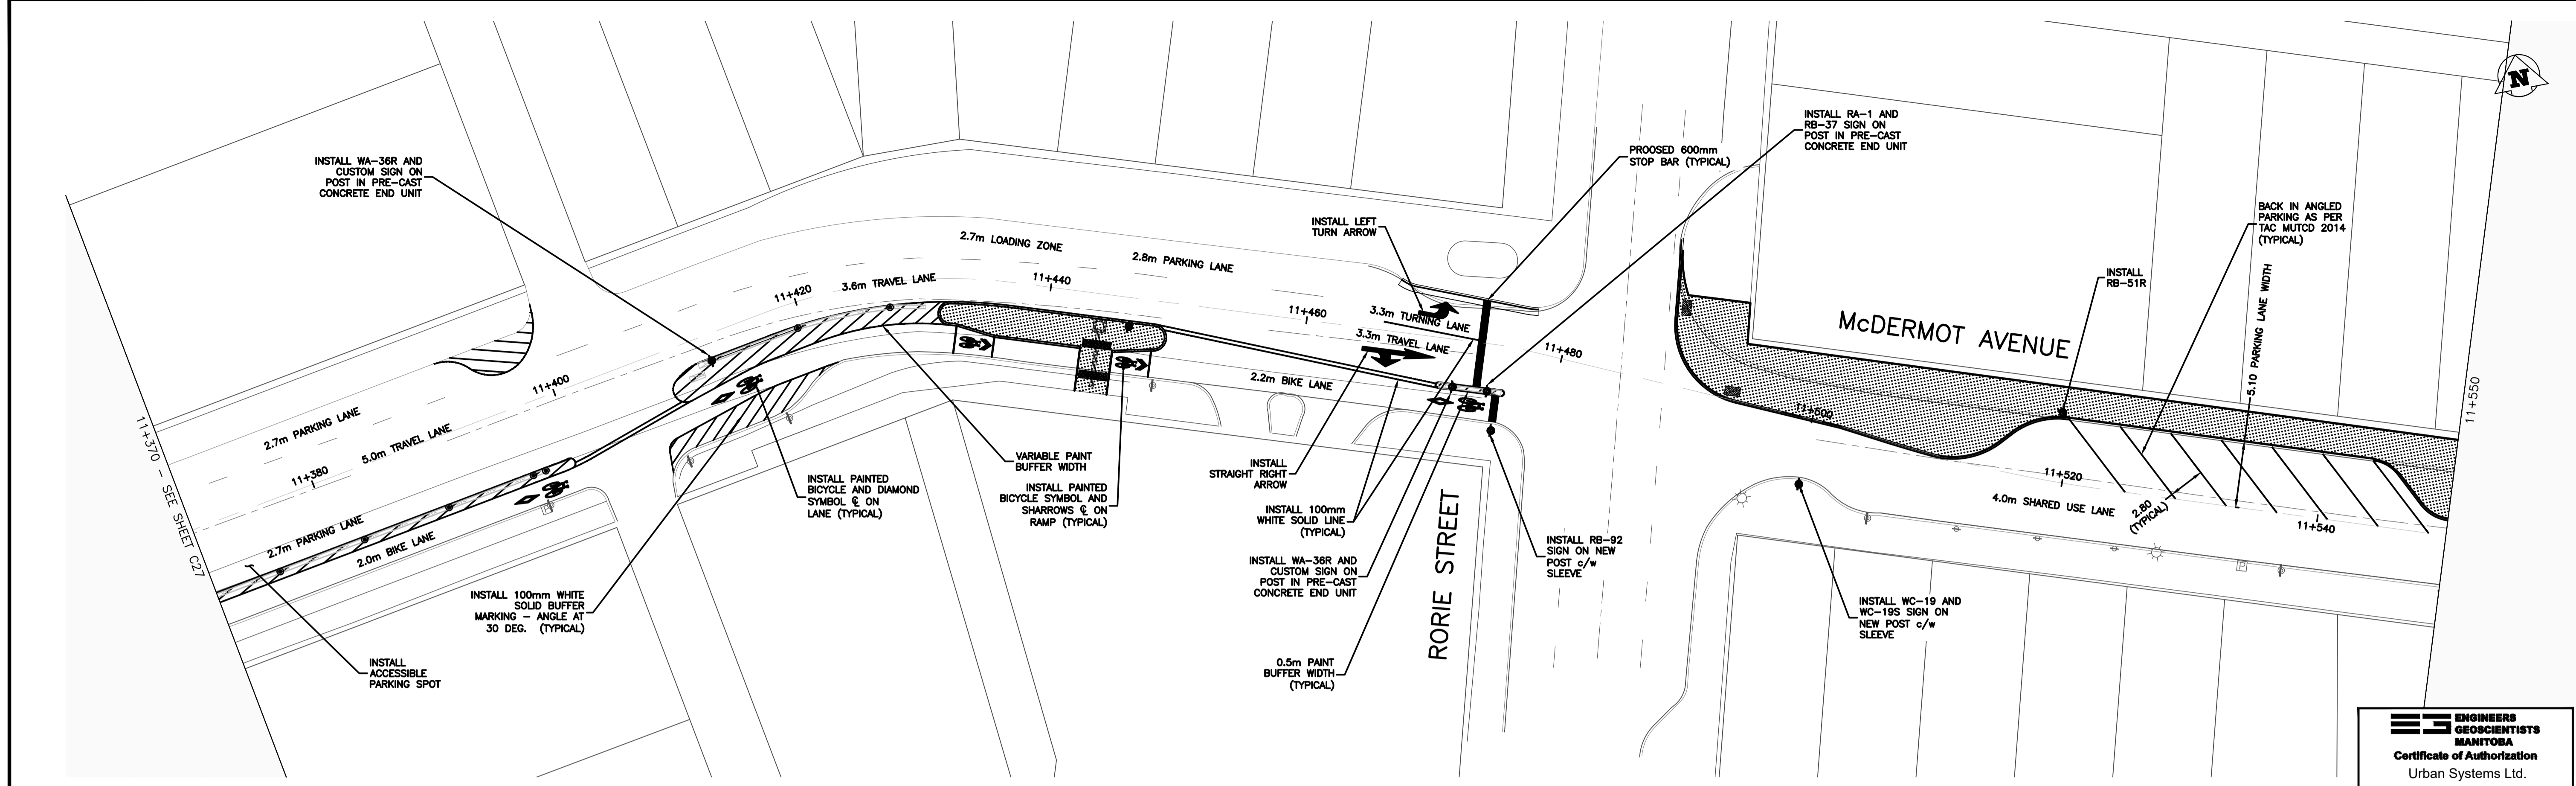 INSTALL WA-36R AND
CUSTOM SIGN ON
POST IN PRE-CAST
CONCRETE END UNIT
INSTALL RA-1 AND
RB-37 SIGN ON
POST IN PRE-CAST
CONCRETE END UNIT
PROOSED 600mm
STOP BAR (TYPICAL)
N
BACK IN ANGLED
PARKING AS PER
TAC MUTCD 2014
(TYPICAL)
INSTALL LEFT
TURN ARROW
2.7m LOADING ZONE
2.8m PARKING LANE
INSTALL
RB-51R
5.10 PARKING LANE WIDTH
11+420
3.6m TRAVEL LANE
11+440
11+460
3.3m TURNING LANE
3.3m TRAVEL LANE
11+480
McDERMOT AVENUE
11+400
2.2m BIKE LANE
11+500
11+550
2.7m PARKING LANE
5.0m TRAVEL LANE
11+380
11+370 - SEE SHEET C27
2.7m PARKING LANE
2.0m BIKE LANE
P
VARIABLE PAINT
BUFFER WIDTH
INSTALL
STRAIGHT RIGHT
ARROW
11+520
4.0m SHARED USE LANE
2.80
(TYPICAL)
11+540
INSTALL PAINTED
BICYCLE AND DIAMOND
SYMBOL ℄ ON
LANE (TYPICAL)
INSTALL PAINTED
BICYCLE SYMBOL AND
SHARROWS ℄ ON
RAMP (TYPICAL)
INSTALL 100mm
WHITE SOLID LINE
(TYPICAL)
RORIE STREET
INSTALL RB-92
SIGN ON NEW
POST c/w
SLEEVE
P
INSTALL WA-36R AND
CUSTOM SIGN ON
POST IN PRE-CAST
CONCRETE END UNIT
INSTALL 100mm WHITE
SOLID BUFFER
MARKING - ANGLE AT
30 DEG. (TYPICAL)
INSTALL WC-19 AND
WC-19S SIGN ON
NEW POST c/w
SLEEVE
INSTALL
ACCESSIBLE
PARKING SPOT
0.5m PAINT
BUFFER WIDTH
(TYPICAL)
ENGINEERS
GEOSCIENTISTS
MANITOBA
Certificate of Authorization
Urban Systems Ltd.